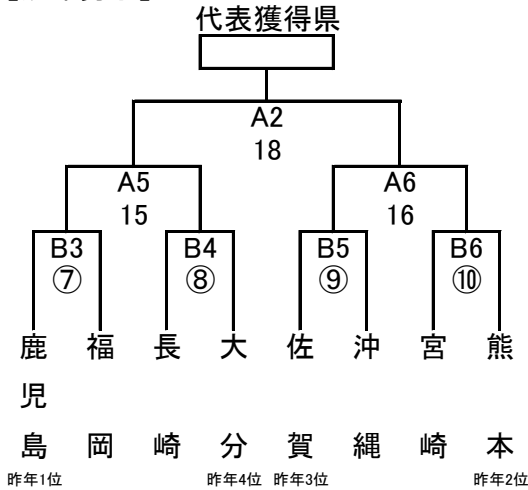 代表獲得県
A2
18
A5 A6
15 16
B3 B4 B5 B6
⑦ ⑧ ⑨ ⑩
鹿児島 福岡 長崎 大分 佐賀 沖縄 宮崎 熊本
昨年1位 昨年4位 昨年3位 昨年2位